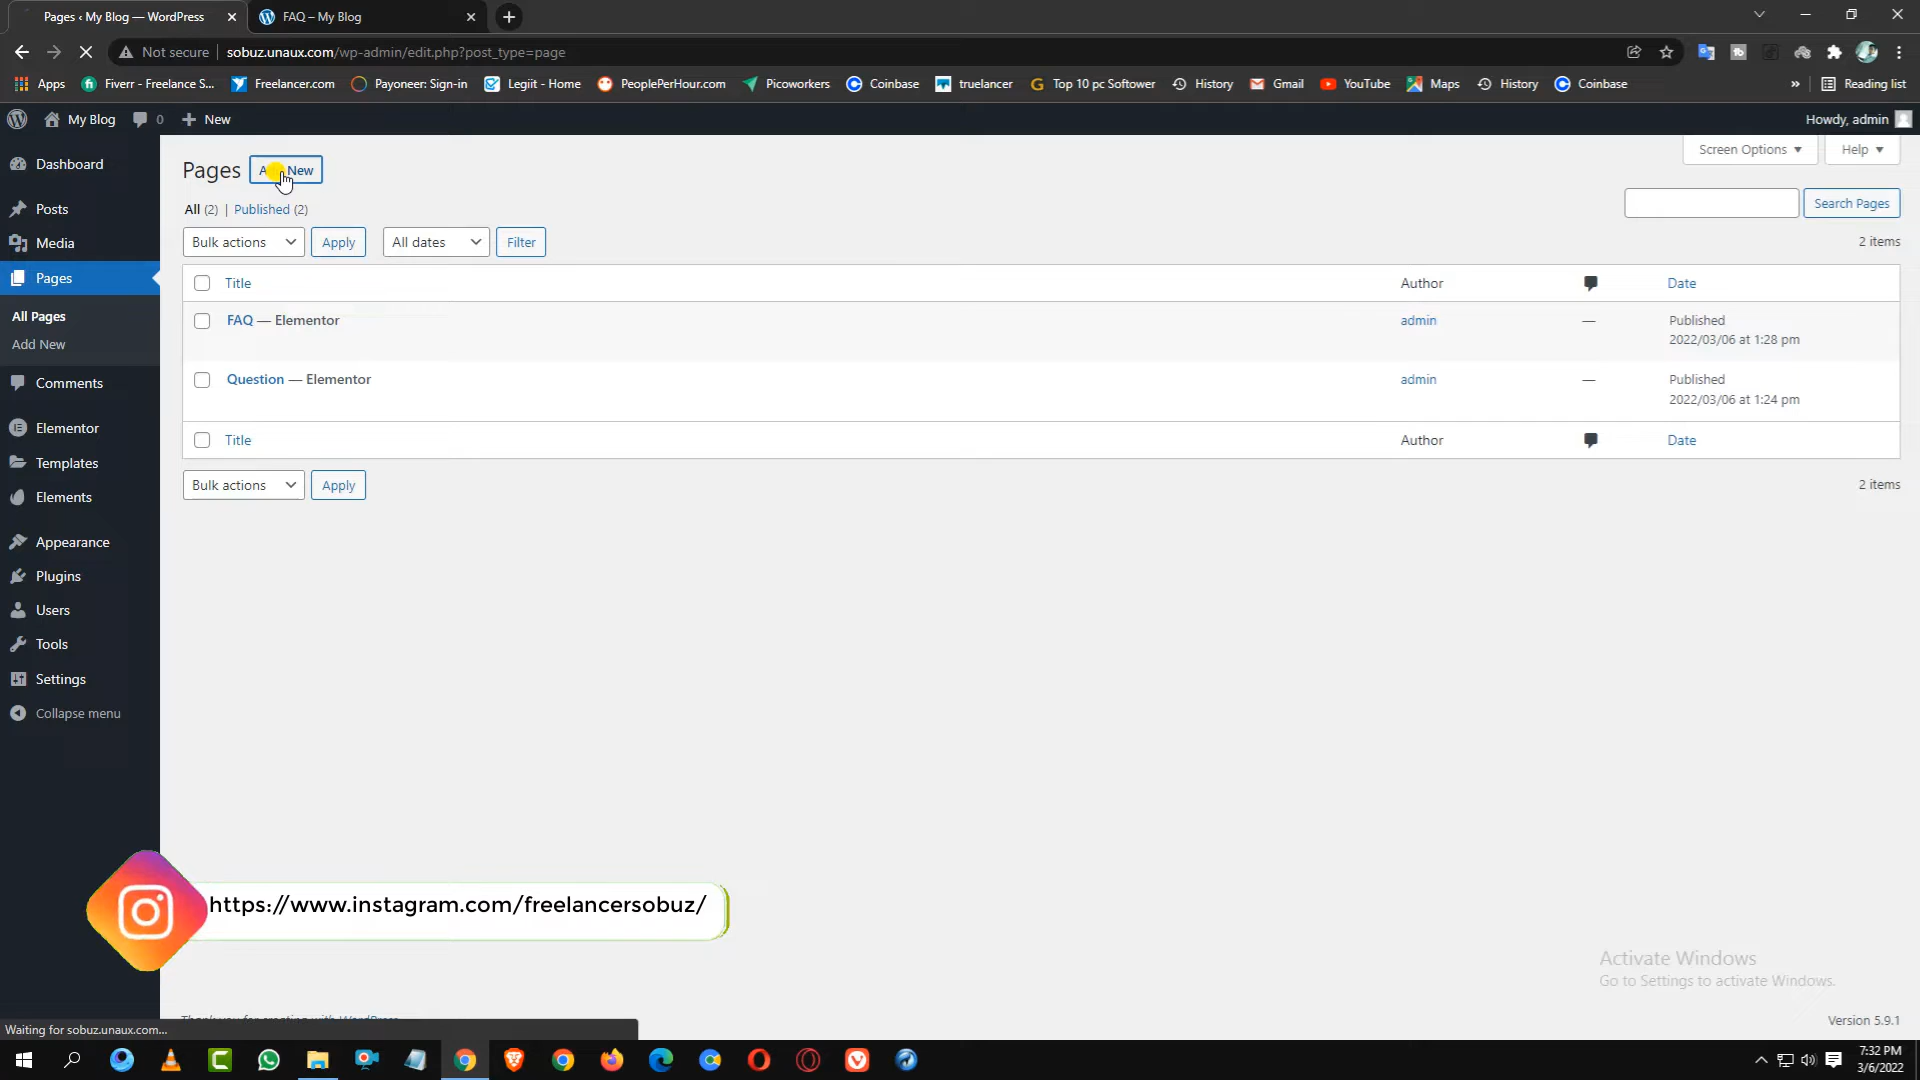 Pages ‹ My Blog — WordPress
FAQ – My Blog
Not secure
sobuz.unaux.com/wp-admin/edit.php?post_type=page
Apps
Fiverr - Freelance S...
Freelancer.com
Payoneer: Sign-in
Legiit - Home
PeoplePerHour.com
Picoworkers
Coinbase
truelancer
Top 10 pc Softower
History
Gmail
YouTube
Maps
History
Coinbase
»
Reading list
My Blog
0
New
Howdy, admin
Dashboard
Posts
Media
Pages
All Pages
Add New
Comments
Elementor
Templates
Elements
Appearance
Plugins
Users
Tools
Settings
Collapse menu
Screen Options
Help
Pages
New
All (2) | Published (2)
Search Pages
Bulk actions
Apply
All dates
Filter
2 items
Title
Author
Date
FAQ — Elementor
admin
—
Published
2022/03/06 at 1:28 pm
Question — Elementor
admin
—
Published
2022/03/06 at 1:24 pm
Title
Author
Date
Bulk actions
Apply
2 items
https://www.instagram.com/freelancersobuz/
Activate Windows
Go to Settings to activate Windows.
Version 5.9.1
Waiting for sobuz.unaux.com...
7:32 PM
3/6/2022